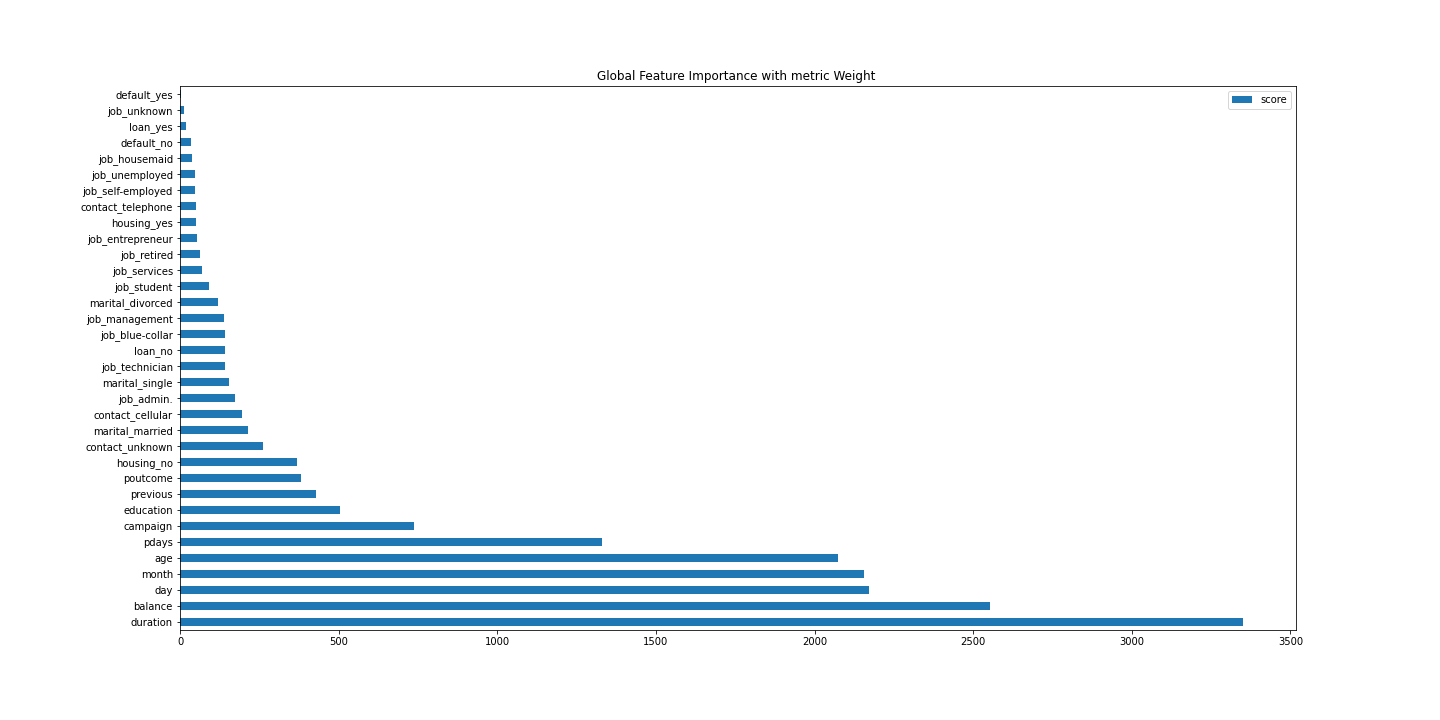 Global Feature Importance with metric Weight
score
default_yes
job_unknown
loan_yes
default_no
job_housemaid
job_unemployed
job_self-employed
contact_telephone
housing_yes
job_entrepreneur
job_retired
job_services
job_student
marital_divorced
job_management
job_blue-collar
loan_no
job_technician
marital_single
job_admin.
contact_cellular
marital_married
contact_unknown
housing_no
poutcome
previous
education
campaign
pdays
age
month
day
balance
duration
0 500 1000 1500 2000 2500 3000 3500